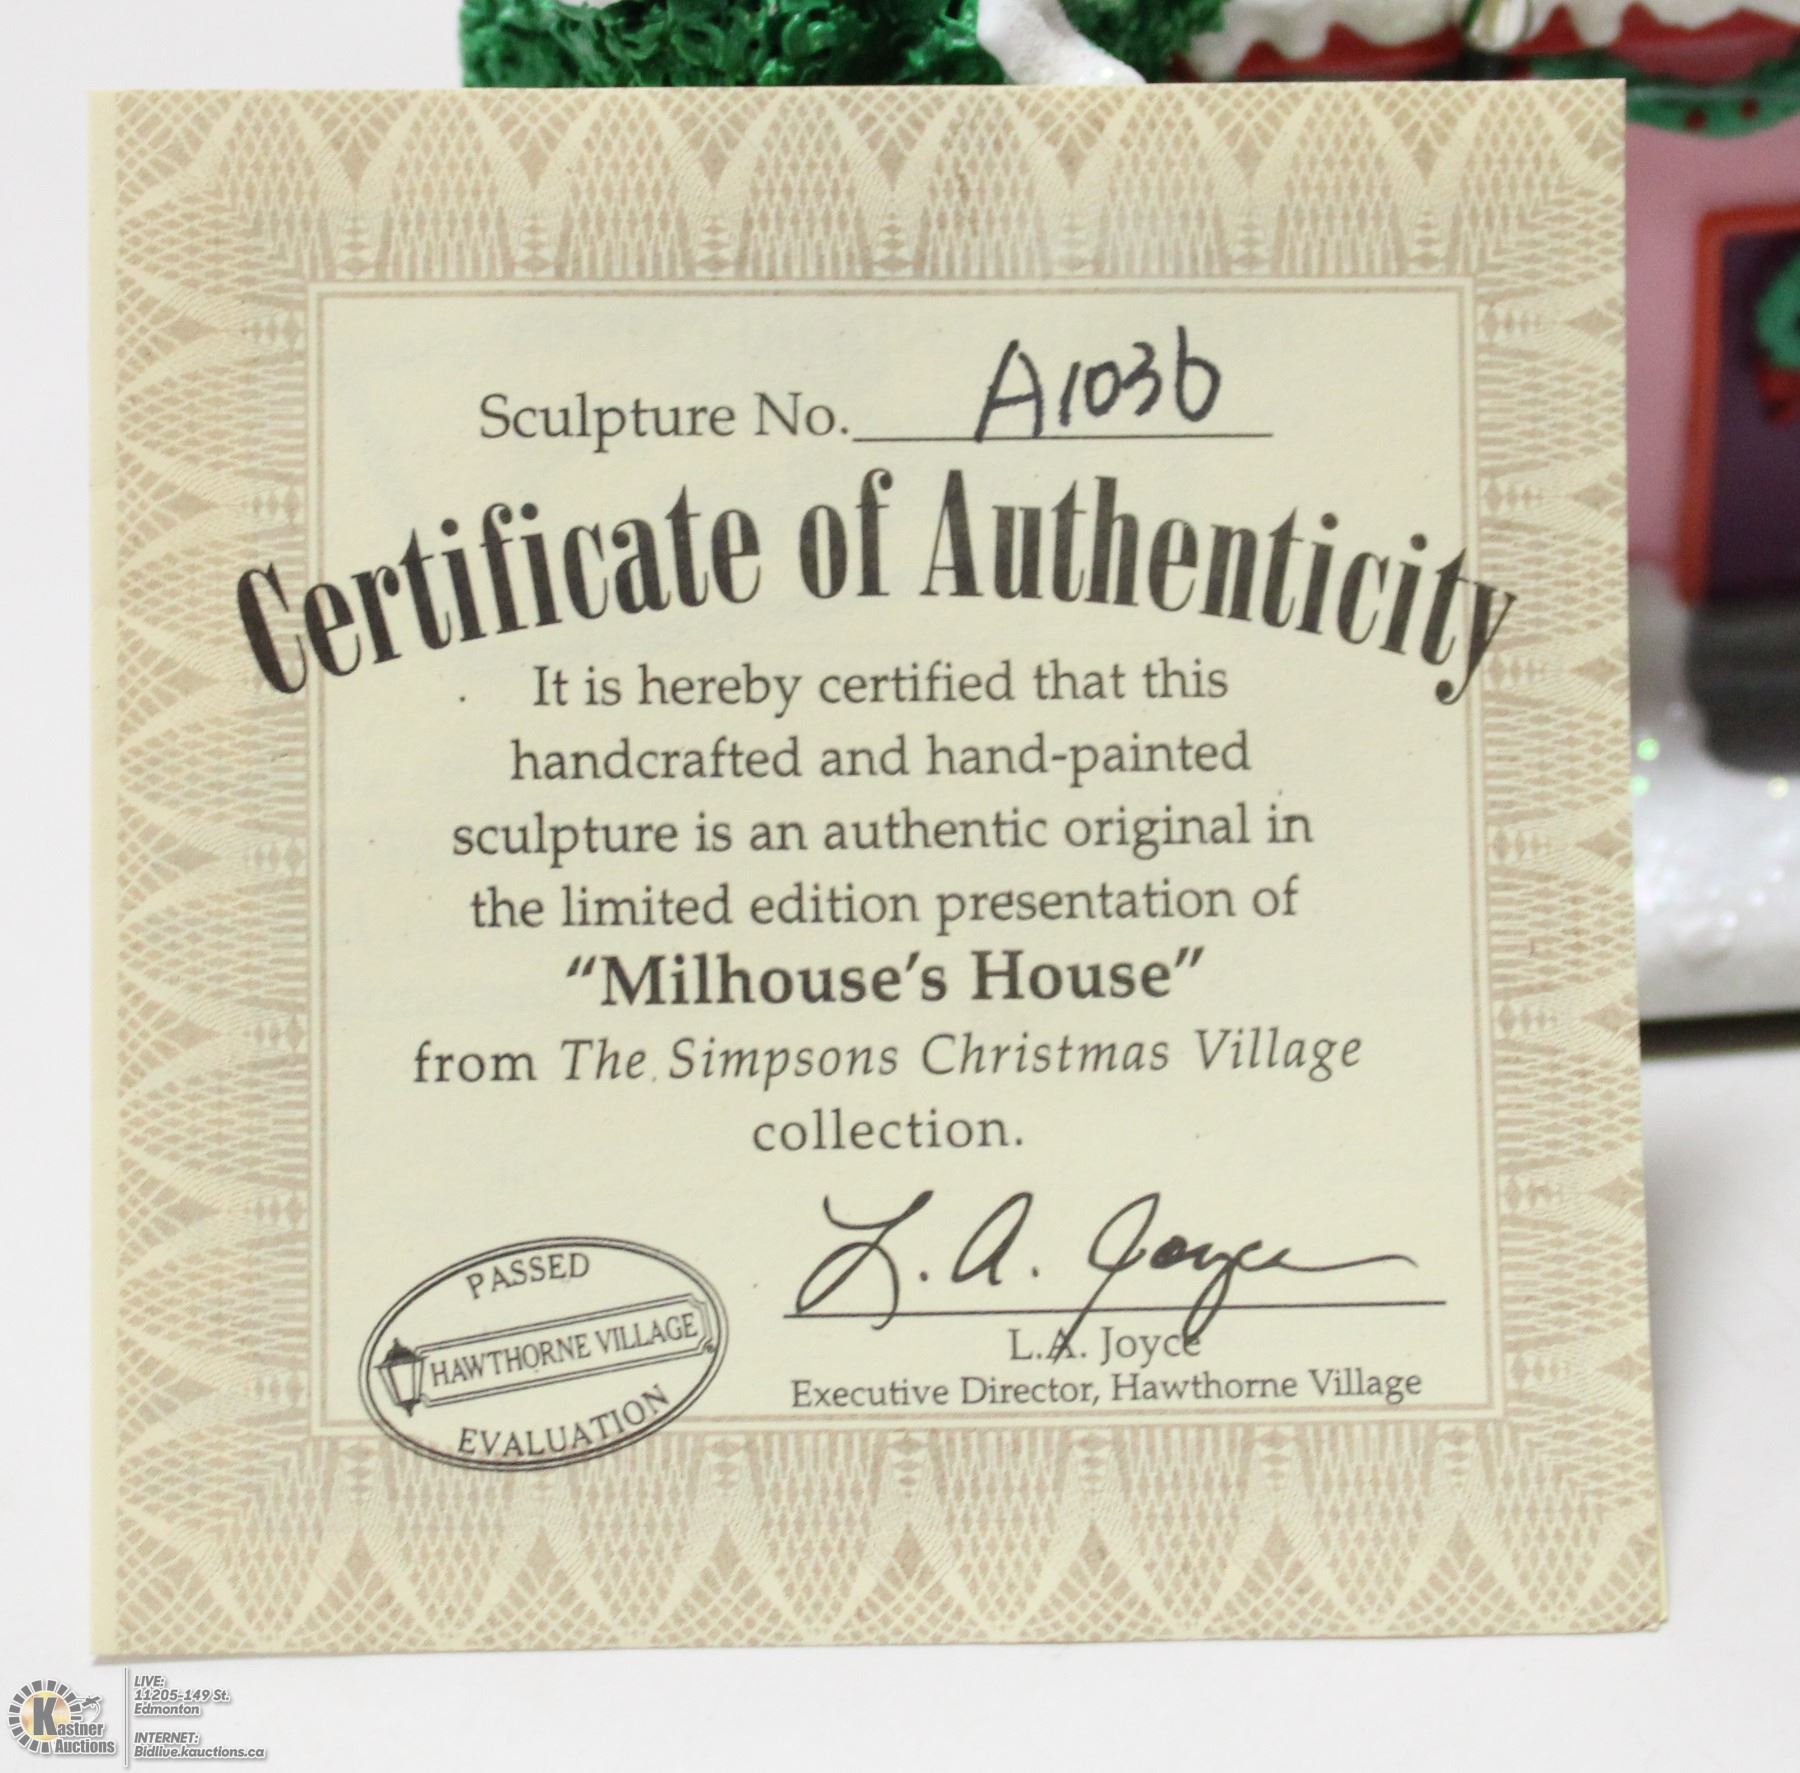 Sculpture No. A1036
Certificate of Authenticity
It is hereby certified that this
handcrafted and hand-painted
sculpture is an authentic original in
the limited edition presentation of
“Milhouse’s House”
from The Simpsons Christmas Village
collection.
L. A. Joyce
L.A. Joyce
Executive Director, Hawthorne Village
PASSED
HAWTHORNE VILLAGE
EVALUATION
K
Kastner
Auctions
LIVE:
11205-149 St.
Edmonton
INTERNET:
Bidlive.kauctions.ca